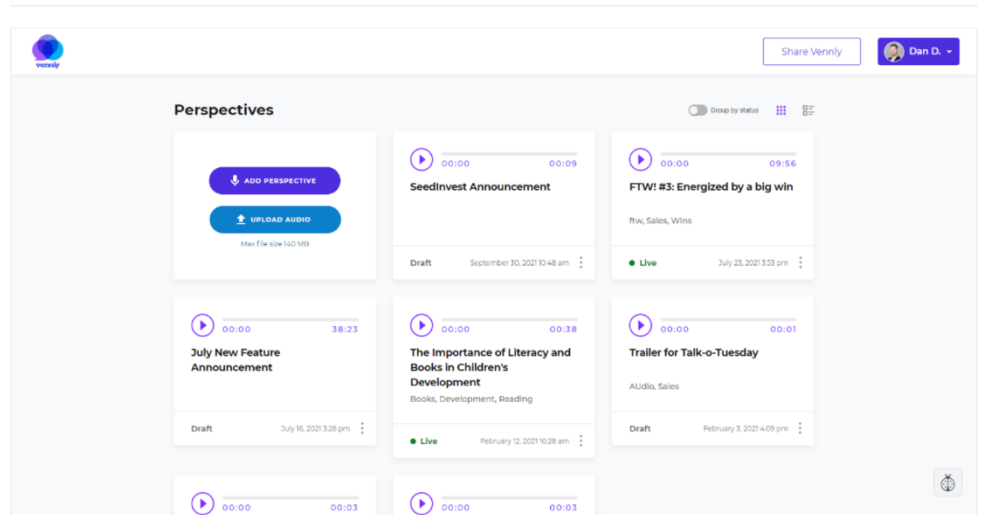 vennly
Share Vennly
Dan D.
Perspectives
Group by status
ADD PERSPECTIVE
UPLOAD AUDIO
Max file size 140 MB
00:00 00:09
SeedInvest Announcement
Draft September 30, 2021 10:48 am
00:00 09:56
FTW! #3: Energized by a big win
ftw, Sales, Wins
Live July 23, 2021 3:53 pm
00:00 38:23
July New Feature
Announcement
Draft July 16, 2021 3:26 pm
00:00 00:38
The Importance of Literacy and
Books in Children's
Development
Books, Development, Reading
Live February 12, 2021 10:28 am
00:00 00:01
Trailer for Talk-o-Tuesday
AUdio, Sales
Draft February 3, 2021 4:09 pm
00:00 00:03
00:00 00:03